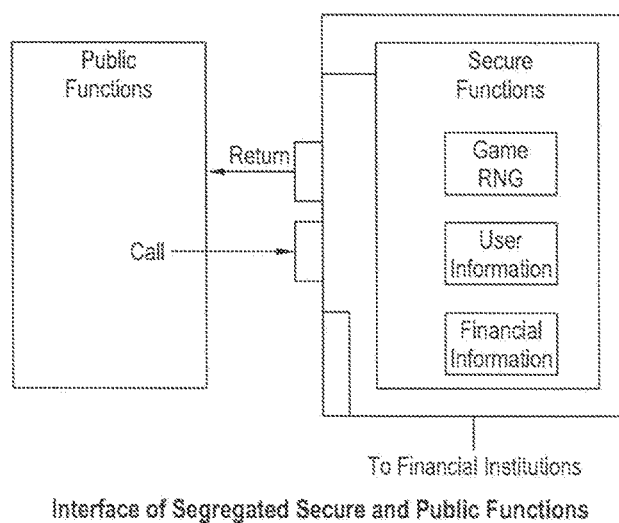 Public
Functions
Secure
Functions
Return
Game
RNG
Call
User
Information
Financial
Information
To Financial Institutions
Interface of Segregated Secure and Public Functions